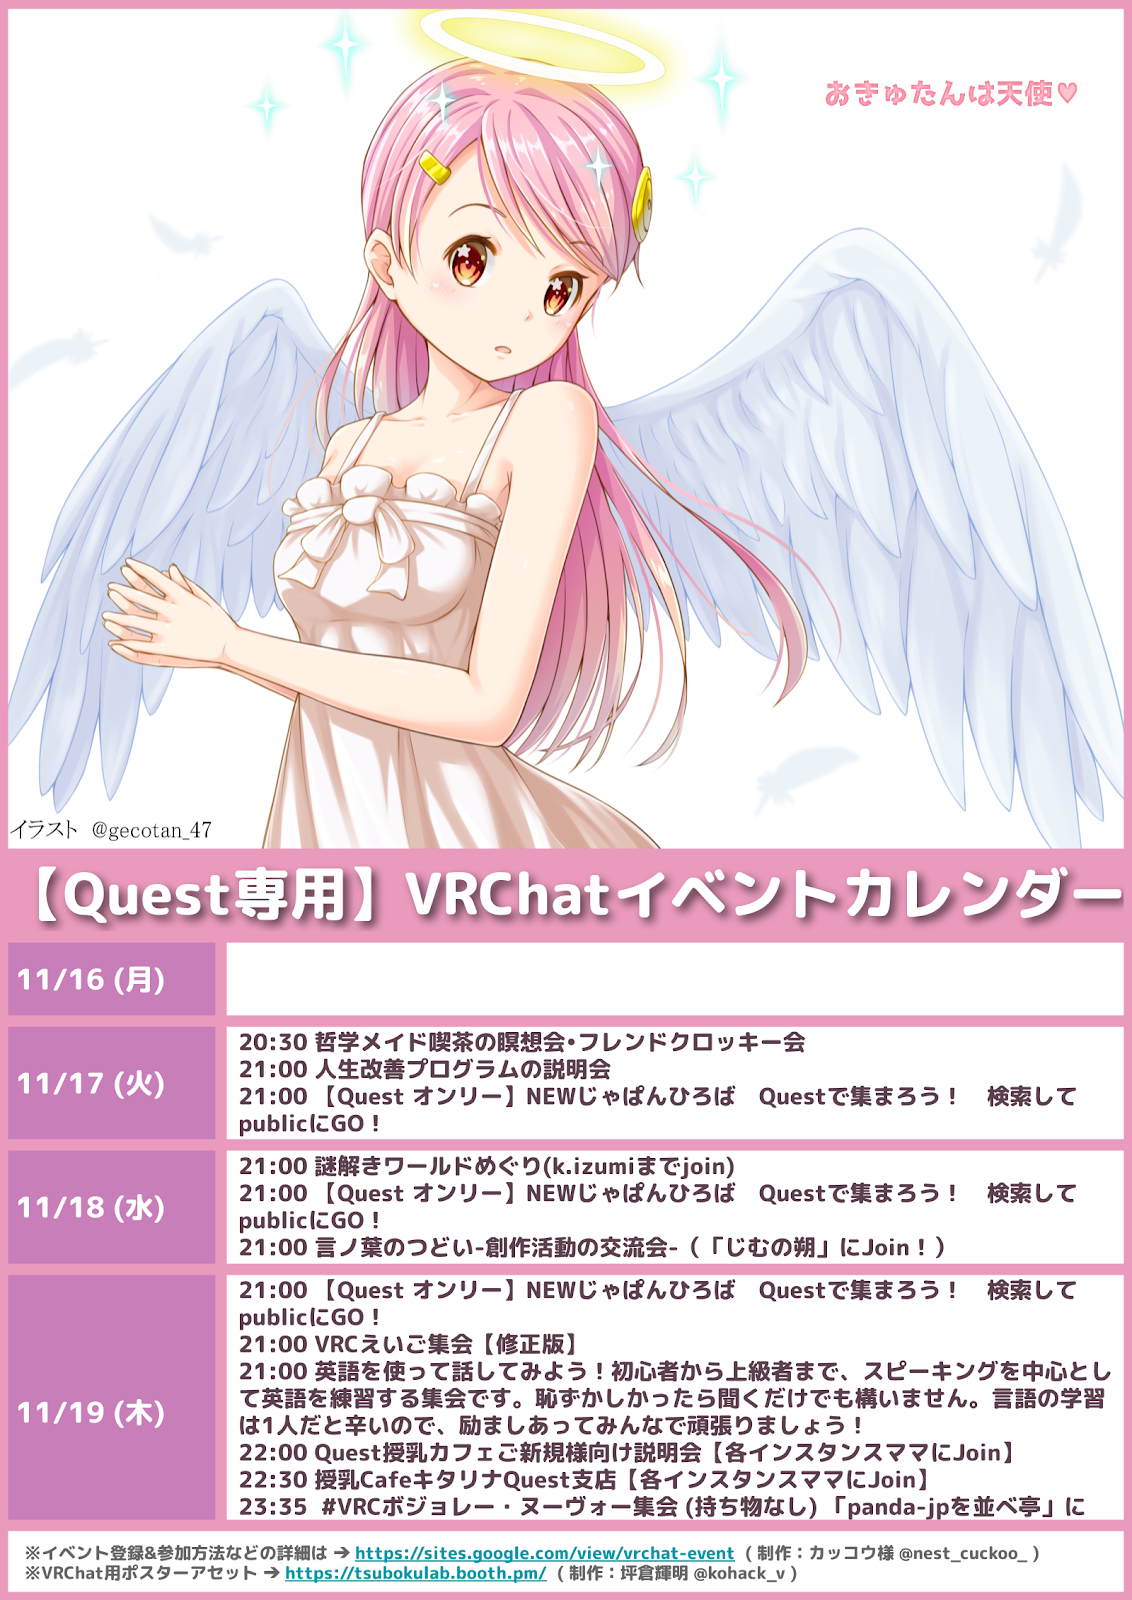 おきゅたんは天使♥
イラスト @gecotan_47
【Quest専用】VRChatイベントカレンダー
11/16 (月)
11/17 (火)
20:30 哲学メイド喫茶の瞑想会・フレンドクロッキー会
21:00 人生改善プログラムの説明会
21:00 【Quest オンリー】NEWじゃぱんひろば　Questで集まろう！　検索して
publicにGO！
11/18 (水)
21:00 謎解きワールドめぐり(k.izumiまでjoin)
21:00 【Quest オンリー】NEWじゃぱんひろば　Questで集まろう！　検索して
publicにGO！
21:00 言ノ葉のつどい-創作活動の交流会-（「じむの朔」にJoin！）
11/19 (木)
21:00 【Quest オンリー】NEWじゃぱんひろば　Questで集まろう！　検索して
publicにGO！
21:00 VRCえいご集会【修正版】
21:00 英語を使って話してみよう！初心者から上級者まで、スピーキングを中心とし
て英語を練習する集会です。恥ずかしかったら聞くだけでも構いません。言語の学習
は1人だと辛いので、励ましあってみんなで頑張りましょう！
22:00 Quest授乳カフェご新規様向け説明会【各インスタンスママにJoin】
22:30 授乳CafeキタリナQuest支店【各インスタンスママにJoin】
23:35 #VRCボジョレー・ヌーヴォー集会 (持ち物なし) 「panda-jpを並べ亭」に
※イベント登録&参加方法などの詳細は ➔ https://sites.google.com/view/vrchat-event ( 制作：カッコウ様 @nest_cuckoo_ )
※VRChat用ポスターアセット ➔ https://tsubokulab.booth.pm/ ( 制作：坪倉輝明 @kohack_v )